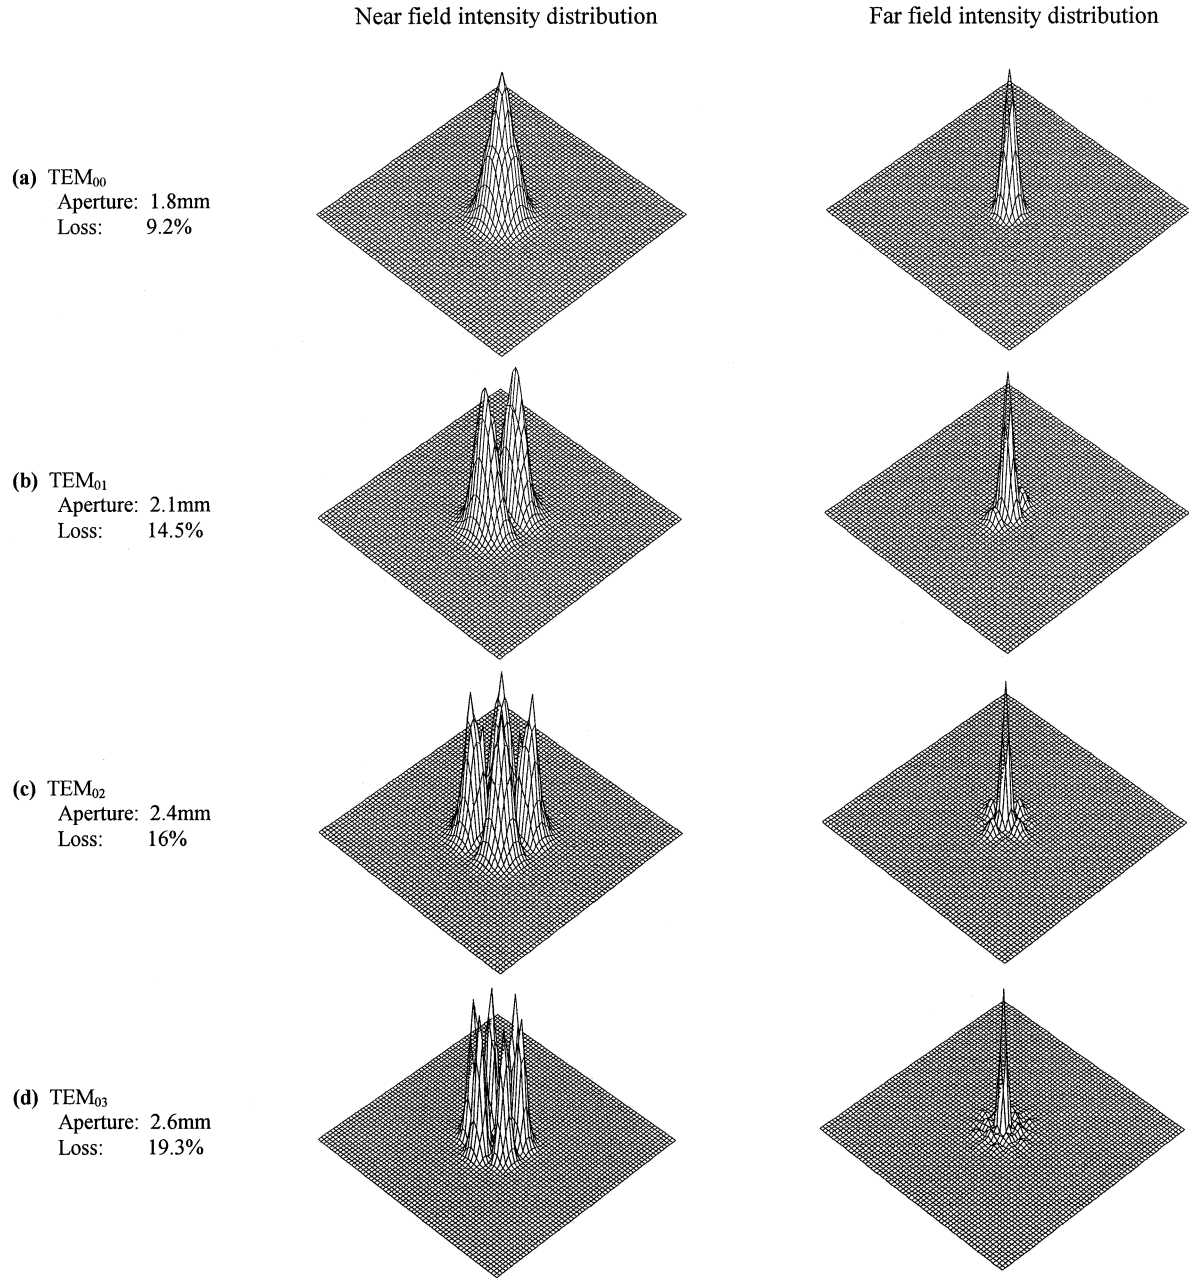 Near field intensity distribution
Far field intensity distribution
(a) TEM₀₀
Aperture: 1.8mm
Loss: 9.2%
(b) TEM₀₁
Aperture: 2.1mm
Loss: 14.5%
(c) TEM₀₂
Aperture: 2.4mm
Loss: 16%
(d) TEM₀₃
Aperture: 2.6mm
Loss: 19.3%